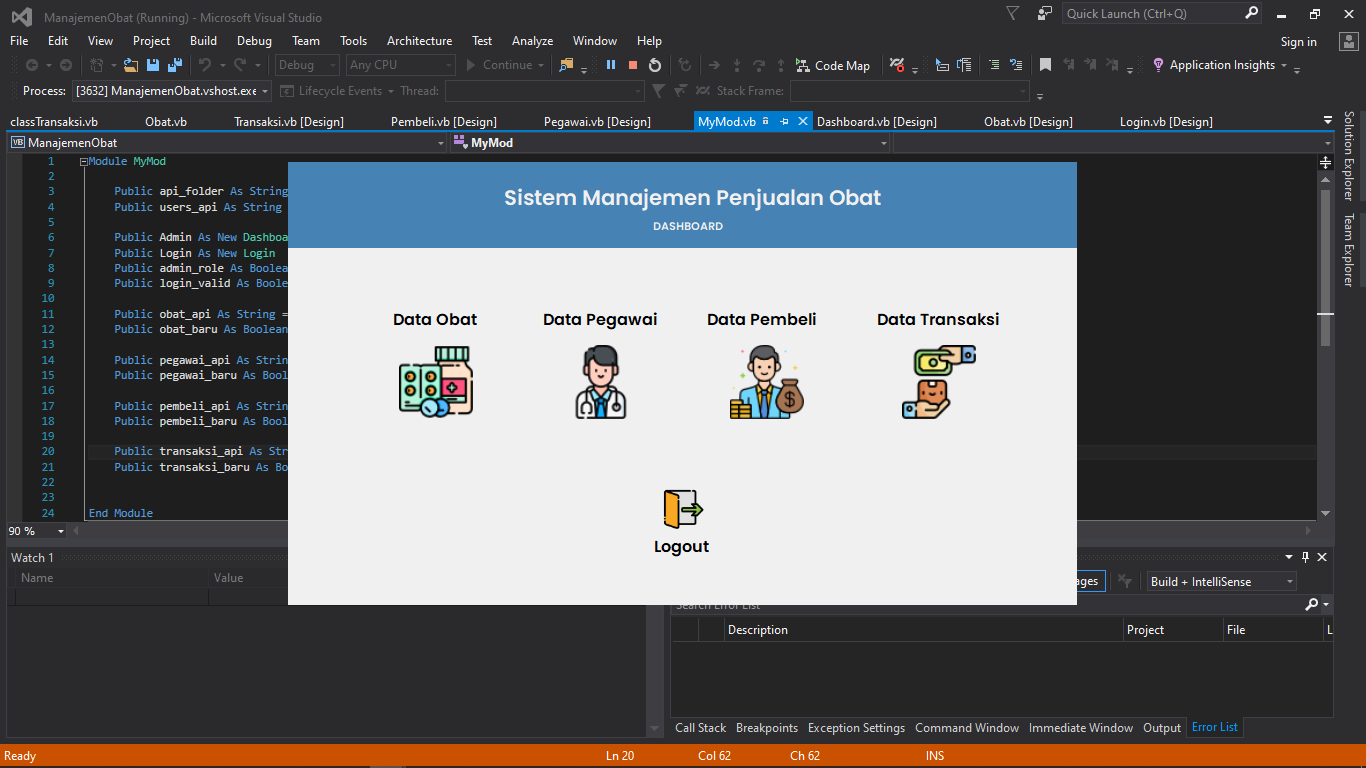 ManajemenObat (Running) - Microsoft Visual Studio
Quick Launch (Ctrl+Q)
File Edit View Project Build Debug Team Tools Architecture Test Analyze Window Help
Sign in
Debug Any CPU Continue Code Map Application Insights
Process: [3632] ManajemenObat.vshost.exe Lifecycle Events Thread: Stack Frame:
classTransaksi.vb Obat.vb Transaksi.vb [Design] Pembeli.vb [Design] Pegawai.vb [Design] MyMod.vb Dashboard.vb [Design] Obat.vb [Design] Login.vb [Design]
VB ManajemenObat MyMod
Solution Explorer
Team Explorer
1 Module MyMod
2
3 Public api_folder As String
4 Public users_api As String
5
6 Public Admin As New Dashboa
7 Public Login As New Login
8 Public admin_role As Boolea
9 Public login_valid As Boole
10
11 Public obat_api As String =
12 Public obat_baru As Boolean
13
14 Public pegawai_api As Strin
15 Public pegawai_baru As Bool
16
17 Public pembeli_api As Strin
18 Public pembeli_baru As Bool
19
20 Public transaksi_api As Str
21 Public transaksi_baru As Bo
22
23
24 End Module
Sistem Manajemen Penjualan Obat
DASHBOARD
Data Obat Data Pegawai Data Pembeli Data Transaksi
Logout
90 %
Watch 1
Name Value
ages Build + IntelliSense
Search Error List
Description Project File L
Call Stack Breakpoints Exception Settings Command Window Immediate Window Output Error List
Ready Ln 20 Col 62 Ch 62 INS